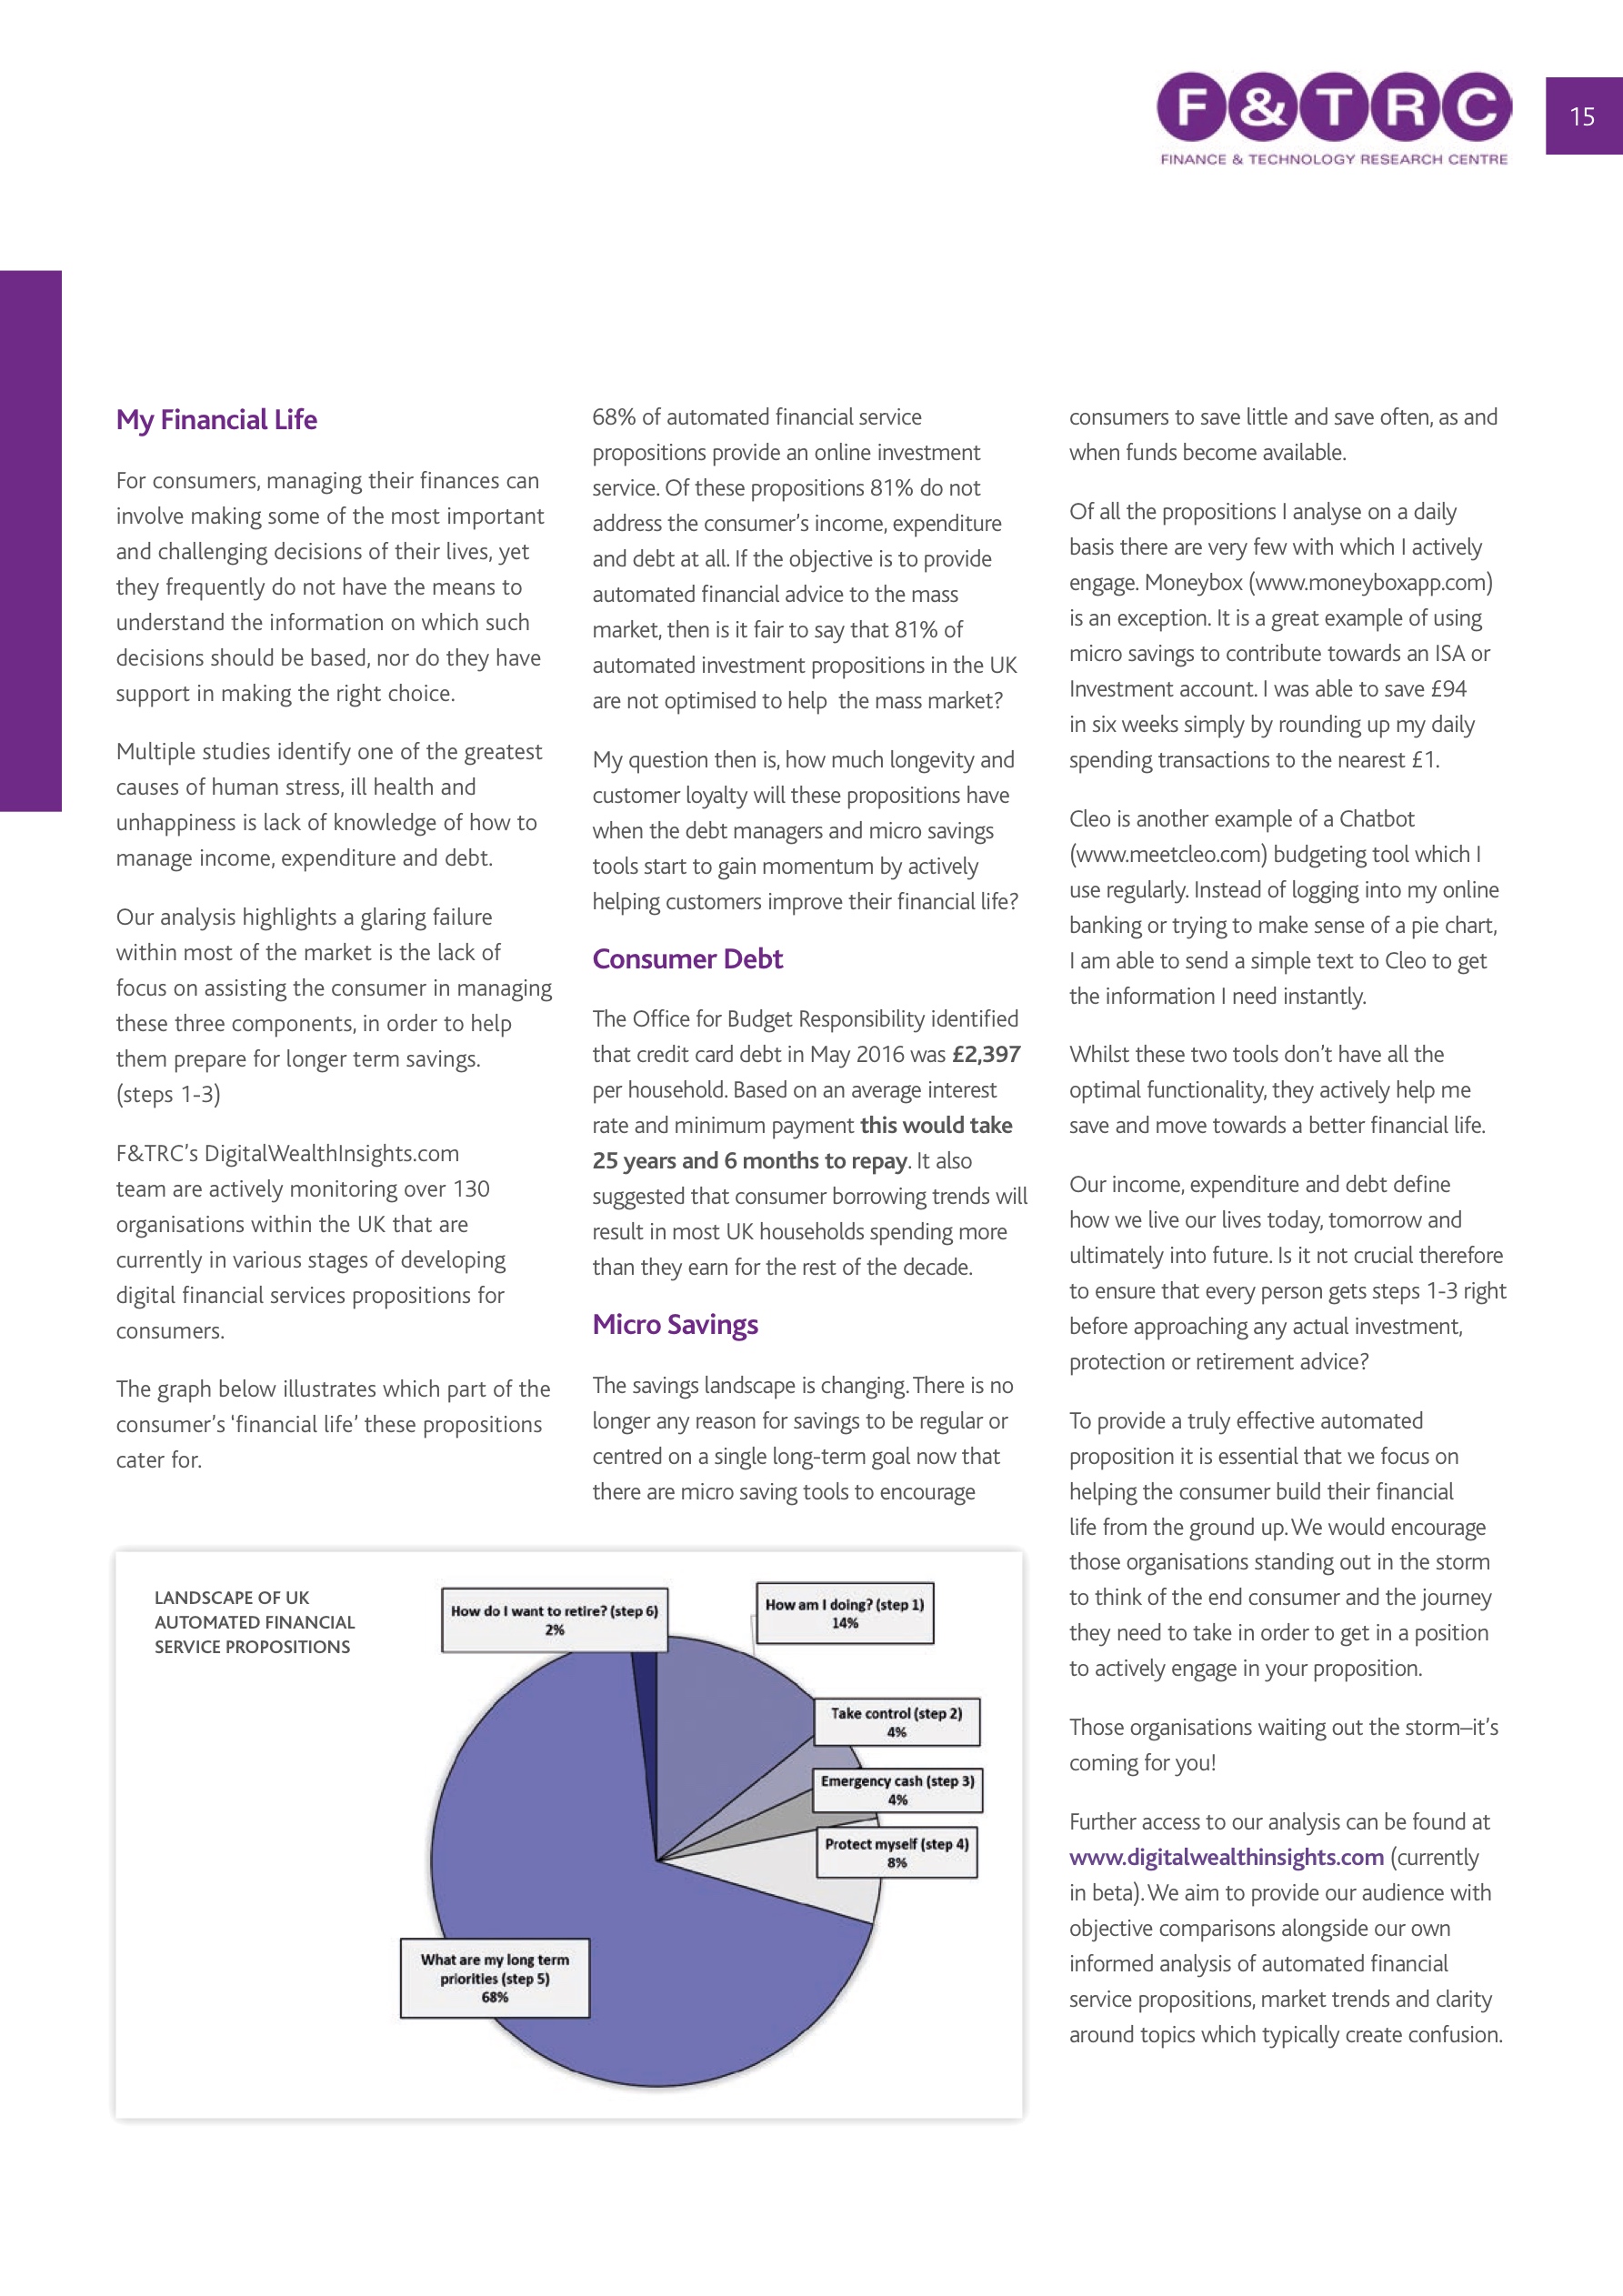 F&TRC
FINANCE & TECHNOLOGY RESEARCH CENTRE
15
My Financial Life
For consumers, managing their finances can
involve making some of the most important
and challenging decisions of their lives, yet
they frequently do not have the means to
understand the information on which such
decisions should be based, nor do they have
support in making the right choice.
Multiple studies identify one of the greatest
causes of human stress, ill health and
unhappiness is lack of knowledge of how to
manage income, expenditure and debt.
Our analysis highlights a glaring failure
within most of the market is the lack of
focus on assisting the consumer in managing
these three components, in order to help
them prepare for longer term savings.
(steps 1-3)
F&TRC's DigitalWealthInsights.com
team are actively monitoring over 130
organisations within the UK that are
currently in various stages of developing
digital financial services propositions for
consumers.
The graph below illustrates which part of the
consumer's 'financial life' these propositions
cater for.
68% of automated financial service
propositions provide an online investment
service. Of these propositions 81% do not
address the consumer's income, expenditure
and debt at all. If the objective is to provide
automated financial advice to the mass
market, then is it fair to say that 81% of
automated investment propositions in the UK
are not optimised to help  the mass market?
My question then is, how much longevity and
customer loyalty will these propositions have
when the debt managers and micro savings
tools start to gain momentum by actively
helping customers improve their financial life?
Consumer Debt
The Office for Budget Responsibility identified
that credit card debt in May 2016 was £2,397
per household. Based on an average interest
rate and minimum payment this would take
25 years and 6 months to repay. It also
suggested that consumer borrowing trends will
result in most UK households spending more
than they earn for the rest of the decade.
Micro Savings
The savings landscape is changing. There is no
longer any reason for savings to be regular or
centred on a single long-term goal now that
there are micro saving tools to encourage
consumers to save little and save often, as and
when funds become available.
Of all the propositions I analyse on a daily
basis there are very few with which I actively
engage. Moneybox (www.moneyboxapp.com)
is an exception. It is a great example of using
micro savings to contribute towards an ISA or
Investment account. I was able to save £94
in six weeks simply by rounding up my daily
spending transactions to the nearest £1.
Cleo is another example of a Chatbot
(www.meetcleo.com) budgeting tool which I
use regularly. Instead of logging into my online
banking or trying to make sense of a pie chart,
I am able to send a simple text to Cleo to get
the information I need instantly.
Whilst these two tools don't have all the
optimal functionality, they actively help me
save and move towards a better financial life.
Our income, expenditure and debt define
how we live our lives today, tomorrow and
ultimately into future. Is it not crucial therefore
to ensure that every person gets steps 1-3 right
before approaching any actual investment,
protection or retirement advice?
To provide a truly effective automated
proposition it is essential that we focus on
helping the consumer build their financial
life from the ground up. We would encourage
those organisations standing out in the storm
to think of the end consumer and the journey
they need to take in order to get in a position
to actively engage in your proposition.
Those organisations waiting out the storm–it's
coming for you!
Further access to our analysis can be found at
www.digitalwealthinsights.com (currently
in beta). We aim to provide our audience with
objective comparisons alongside our own
informed analysis of automated financial
service propositions, market trends and clarity
around topics which typically create confusion.
LANDSCAPE OF UK
AUTOMATED FINANCIAL
SERVICE PROPOSITIONS
How do I want to retire? (step 6)
2%
How am I doing? (step 1)
14%
Take control (step 2)
4%
Emergency cash (step 3)
4%
Protect myself (step 4)
8%
What are my long term
priorities (step 5)
68%